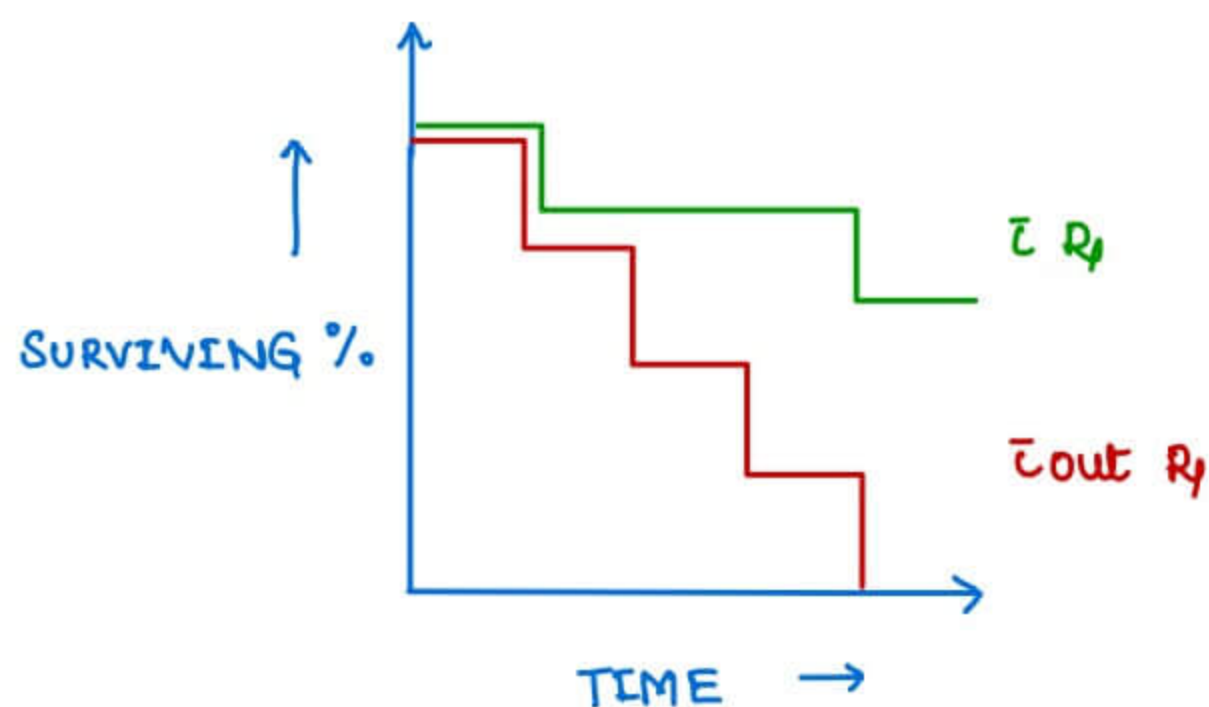 c̄ Rx
SURVIVING %
c̄out Rx
TIME →